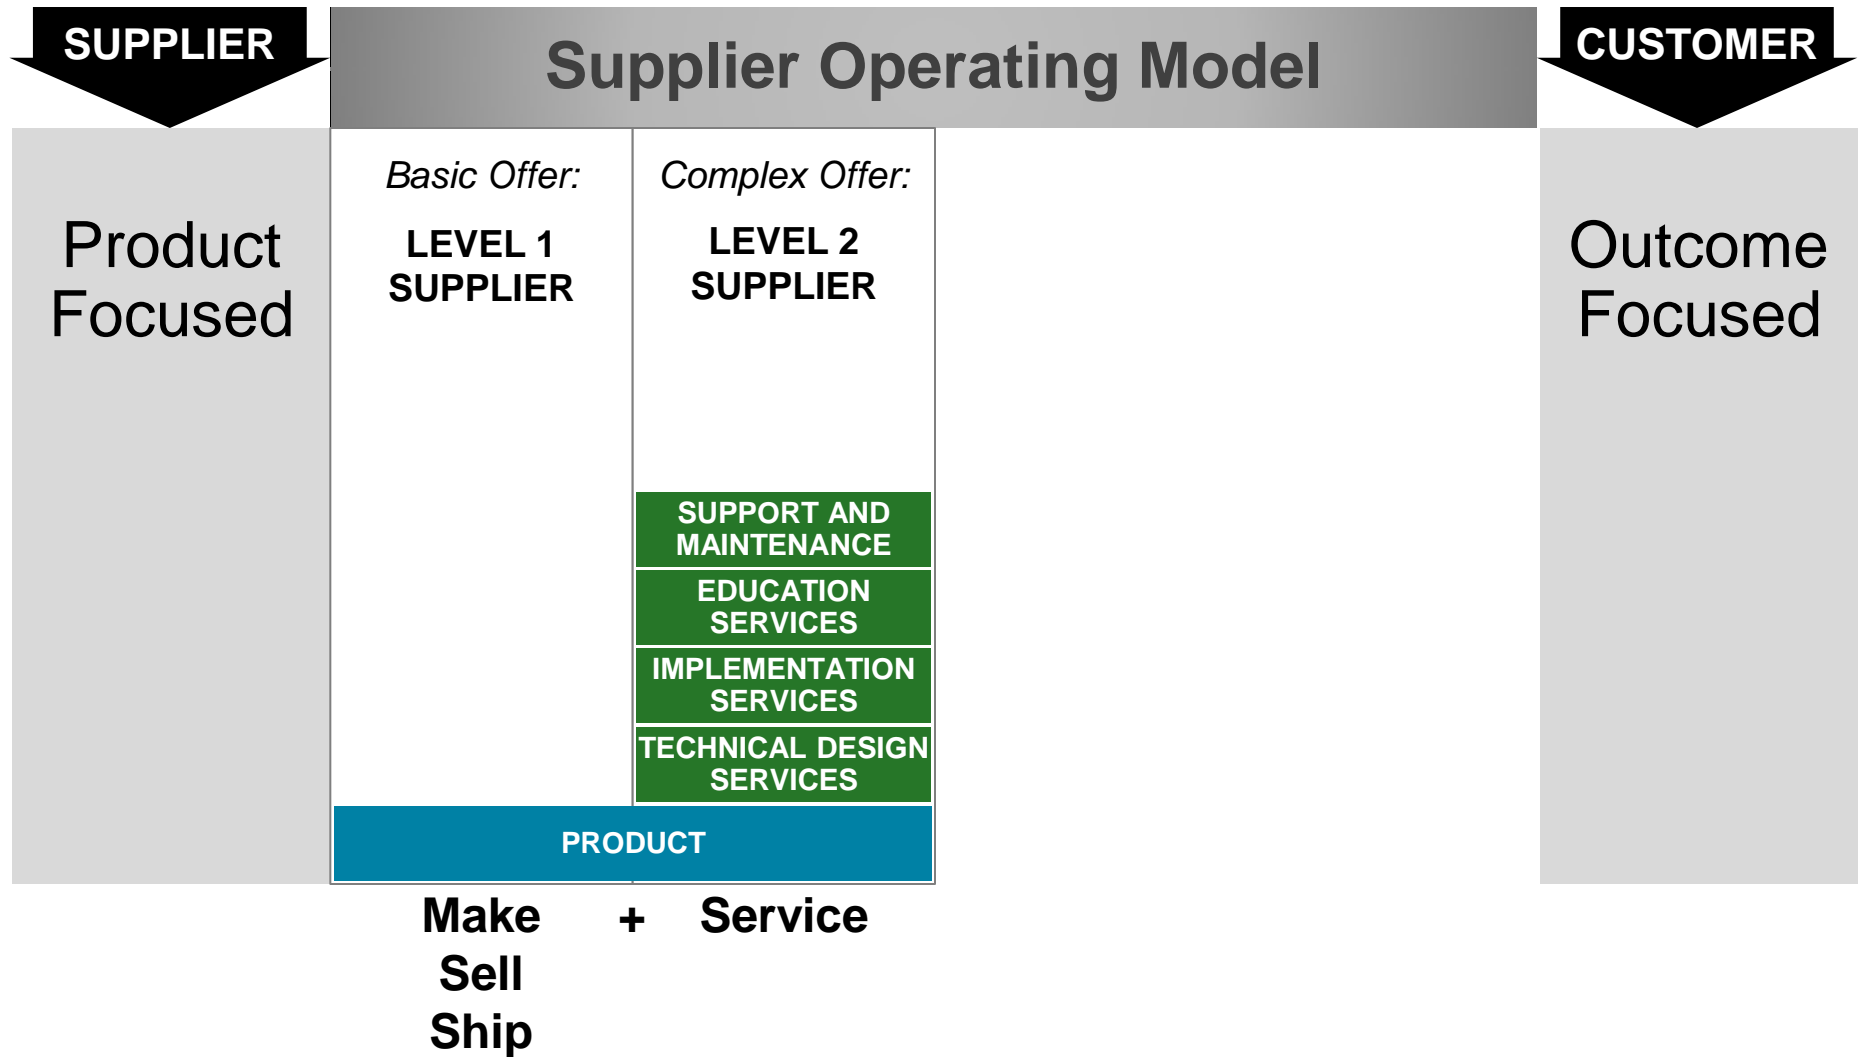 SUPPLIER
Supplier Operating Model
CUSTOMER
Product
Focused
Basic Offer:
LEVEL 1
SUPPLIER
Complex Offer:
LEVEL 2
SUPPLIER
SUPPORT AND
MAINTENANCE
EDUCATION
SERVICES
IMPLEMENTATION
SERVICES
TECHNICAL DESIGN
SERVICES
PRODUCT
Outcome
Focused
Make + Service
Sell
Ship